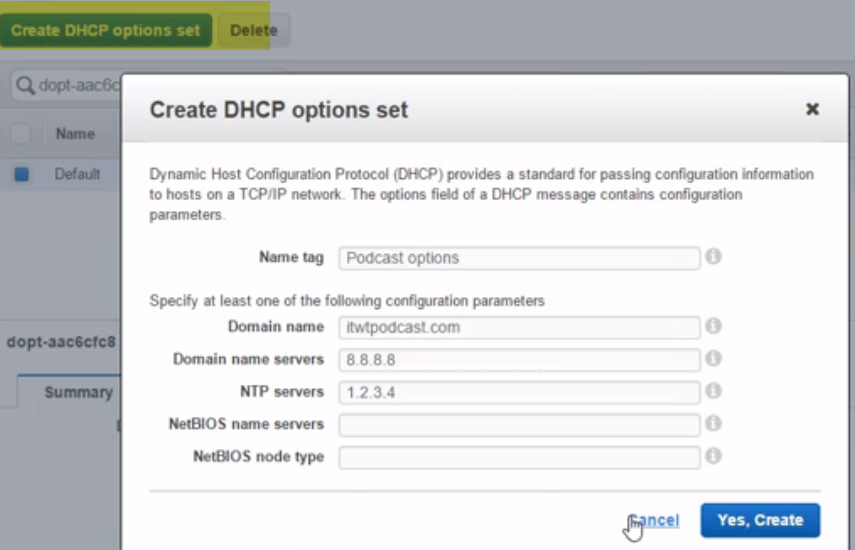 Create DHCP options set Delete
dopt-aac6c
Create DHCP options set
Name
Default
Dynamic Host Configuration Protocol (DHCP) provides a standard for passing configuration information
to hosts on a TCP/IP network. The options field of a DHCP message contains configuration
parameters.
Name tag Podcast options
Specify at least one of the following configuration parameters
Domain name itwtpodcast.com
Domain name servers 8.8.8.8
NTP servers 1.2.3.4
NetBIOS name servers
NetBIOS node type
dopt-aac6cfc8
Summary
Cancel Yes, Create